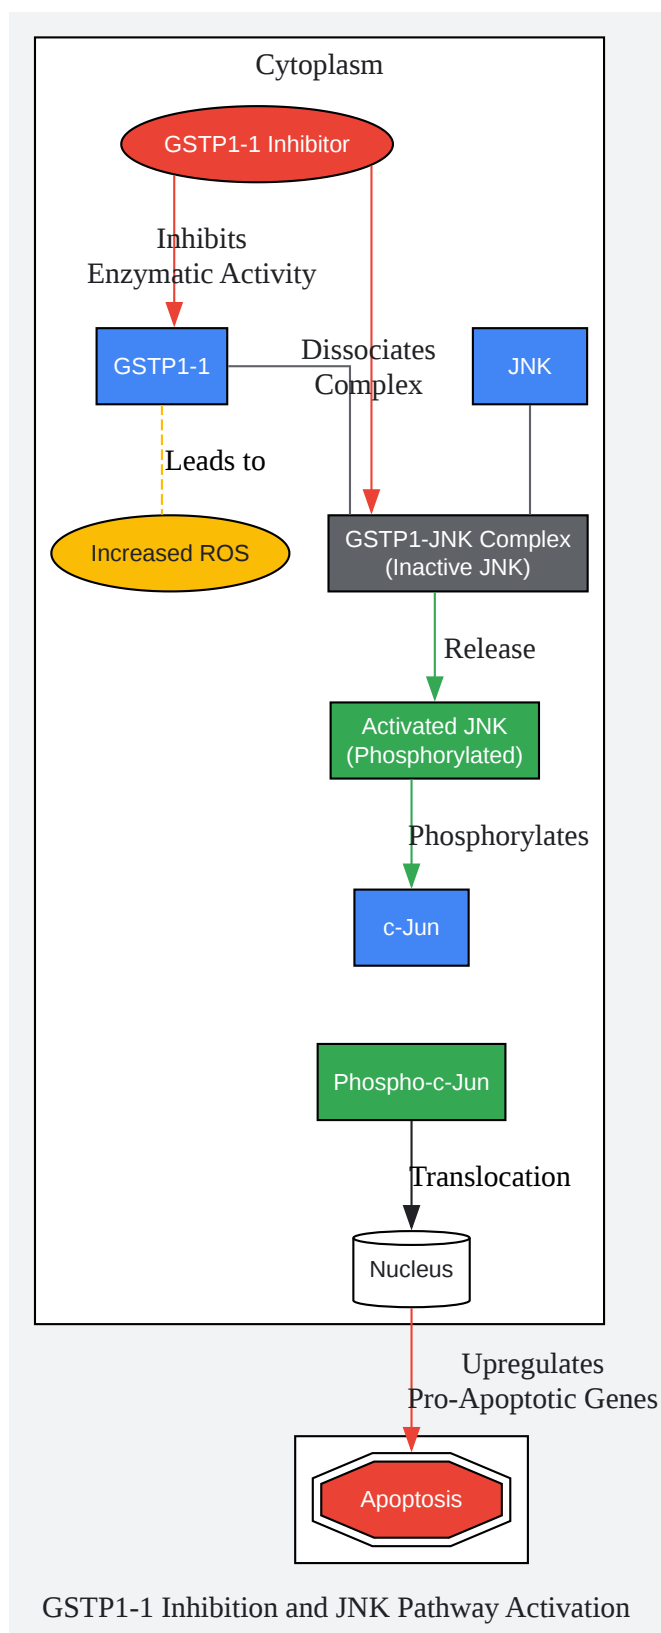 Cytoplasm
GSTP1-1 Inhibitor
Inhibits
Enzymatic Activity
Dissociates
Complex
GSTP1-1
JNK
Leads to
Increased ROS
GSTP1-JNK Complex
(Inactive JNK)
Release
Activated JNK
(Phosphorylated)
Phosphorylates
c-Jun
Phospho-c-Jun
Translocation
Nucleus
Upregulates
Pro-Apoptotic Genes
Apoptosis
GSTP1-1 Inhibition and JNK Pathway Activation